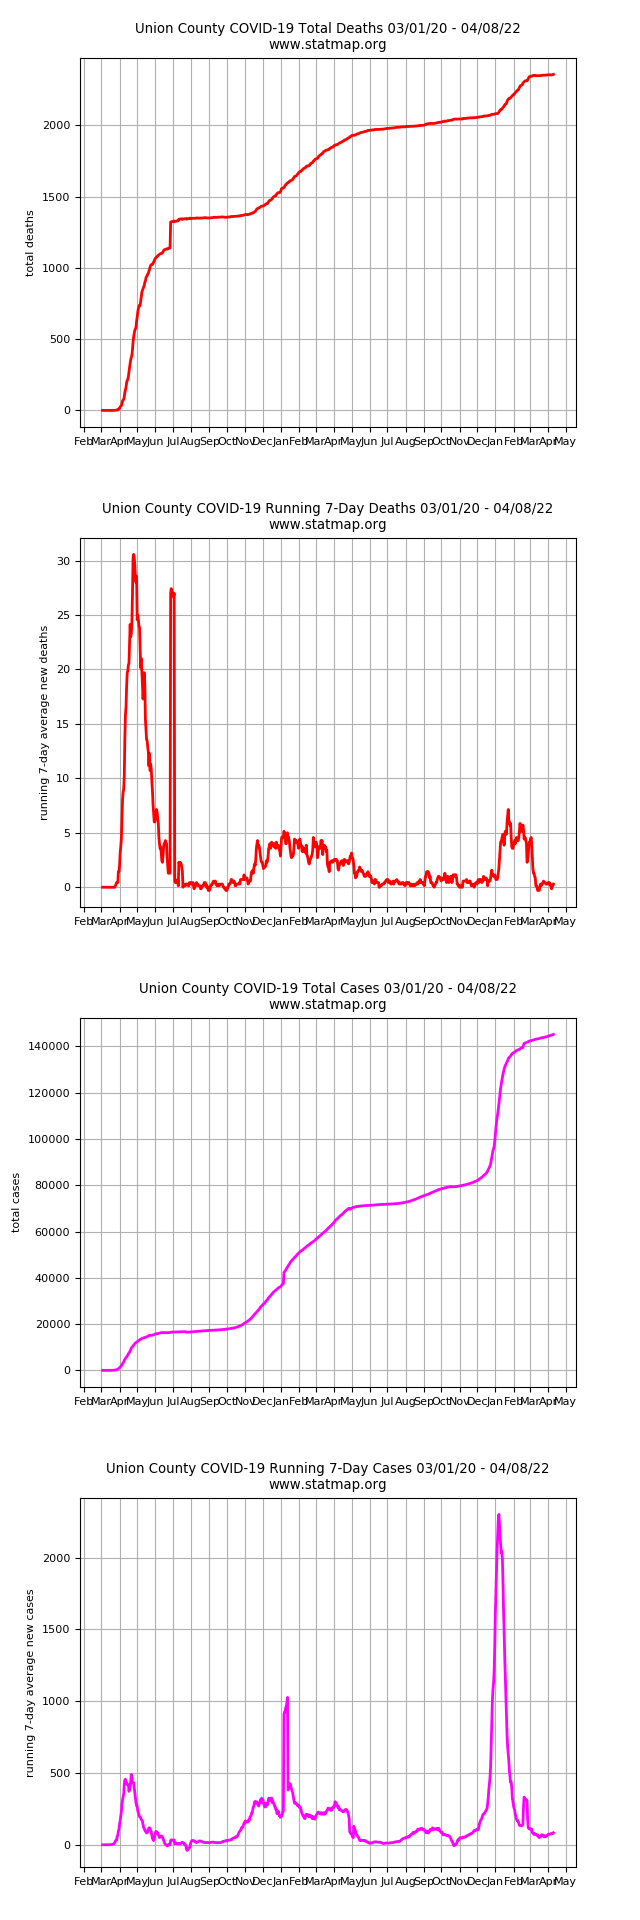 Union County COVID-19 Total Deaths 03/01/20 - 04/08/22
www.statmap.org
total deaths
2000
1500
1000
500
0
Feb Mar Apr May Jun Jul Aug Sep Oct Nov Dec Jan Feb Mar Apr May Jun Jul Aug Sep Oct Nov Dec Jan Feb Mar Apr May
Union County COVID-19 Running 7-Day Deaths 03/01/20 - 04/08/22
www.statmap.org
running 7-day average new deaths
30
25
20
15
10
5
0
Feb Mar Apr May Jun Jul Aug Sep Oct Nov Dec Jan Feb Mar Apr May Jun Jul Aug Sep Oct Nov Dec Jan Feb Mar Apr May
Union County COVID-19 Total Cases 03/01/20 - 04/08/22
www.statmap.org
total cases
140000
120000
100000
80000
60000
40000
20000
0
Feb Mar Apr May Jun Jul Aug Sep Oct Nov Dec Jan Feb Mar Apr May Jun Jul Aug Sep Oct Nov Dec Jan Feb Mar Apr May
Union County COVID-19 Running 7-Day Cases 03/01/20 - 04/08/22
www.statmap.org
running 7-day average new cases
2000
1500
1000
500
0
Feb Mar Apr May Jun Jul Aug Sep Oct Nov Dec Jan Feb Mar Apr May Jun Jul Aug Sep Oct Nov Dec Jan Feb Mar Apr May